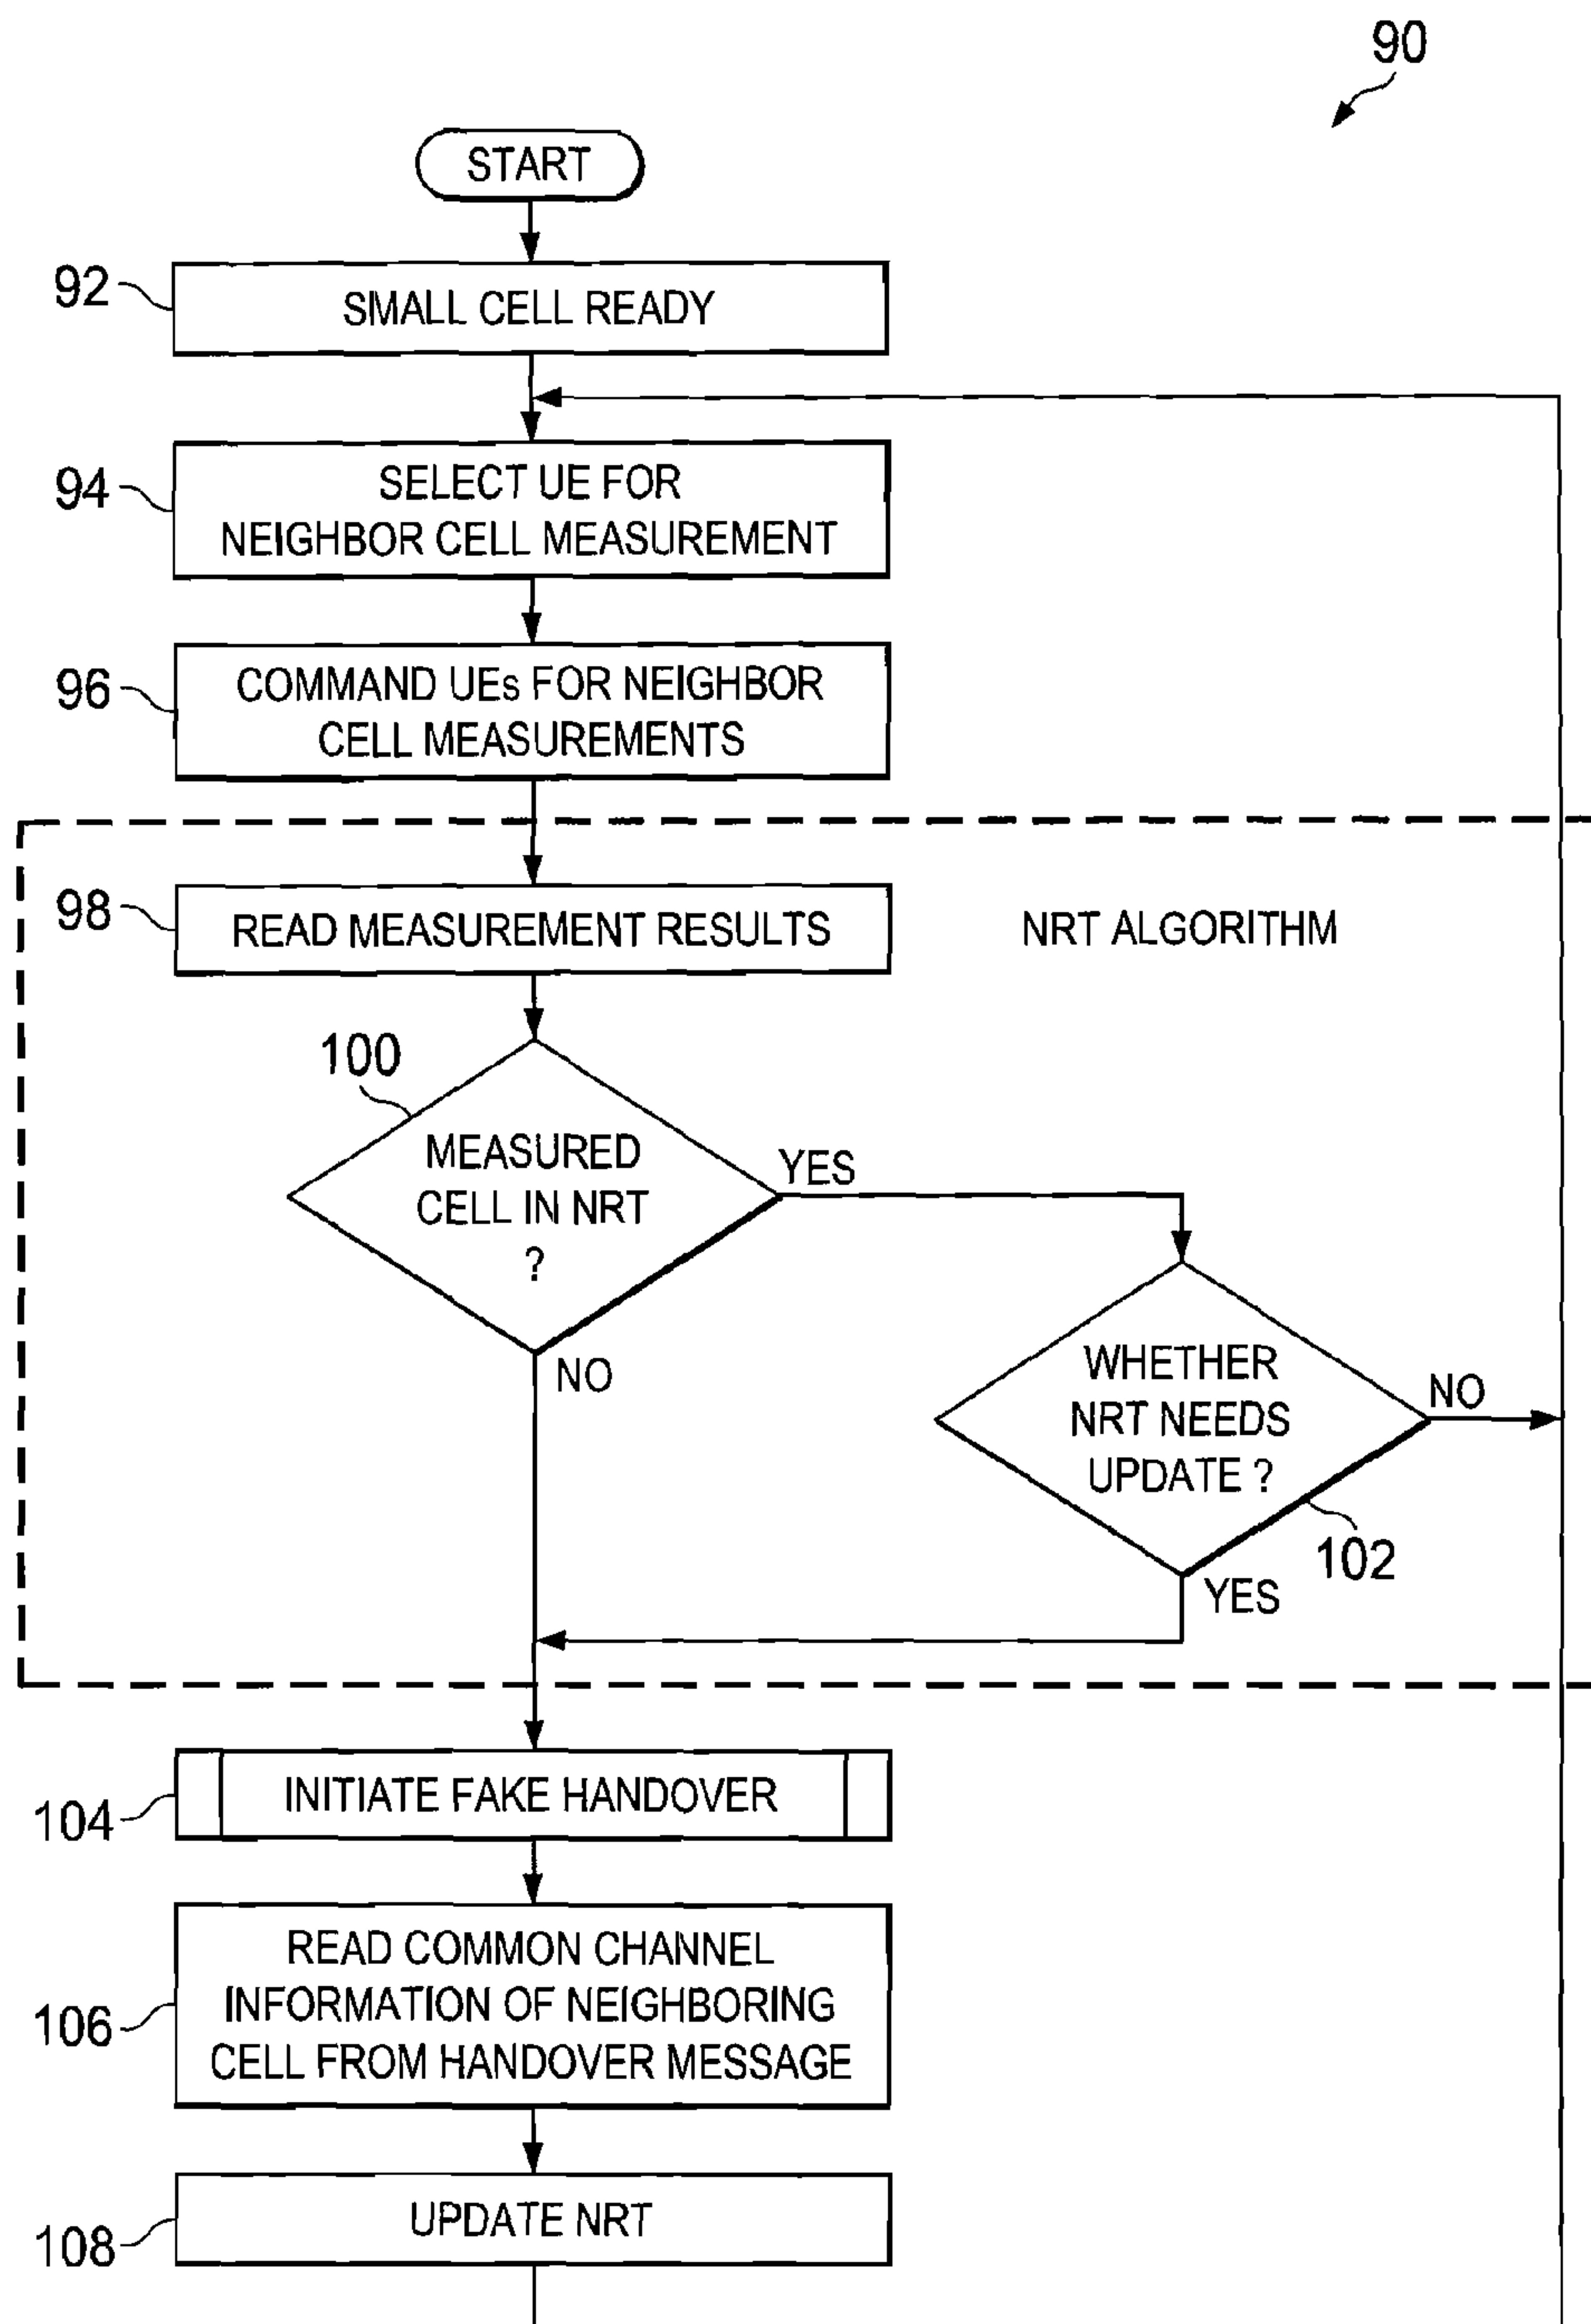 90
START
92
SMALL CELL READY
94
SELECT UE FOR
NEIGHBOR CELL MEASUREMENT
96
COMMAND UEs FOR NEIGHBOR
CELL MEASUREMENTS
98
READ MEASUREMENT RESULTS
NRT ALGORITHM
100
MEASURED
CELL IN NRT
?
YES
NO
WHETHER
NRT NEEDS
UPDATE ?
NO
102
YES
104
INITIATE FAKE HANDOVER
106
READ COMMON CHANNEL
INFORMATION OF NEIGHBORING
CELL FROM HANDOVER MESSAGE
108
UPDATE NRT